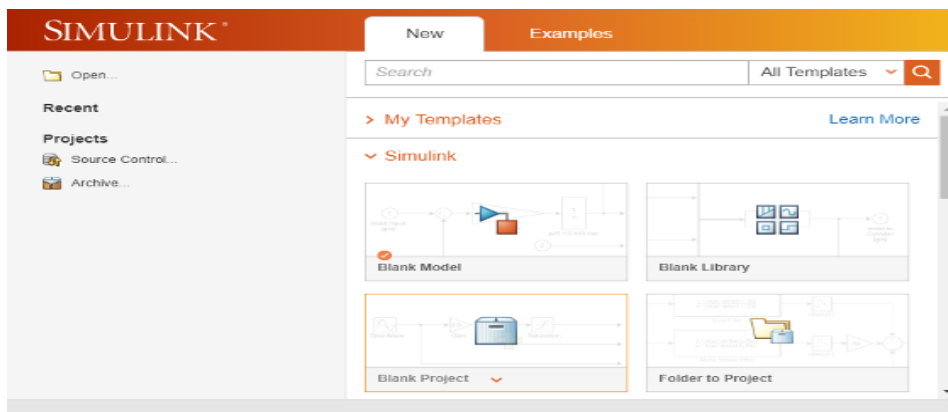 SIMULINK®
New
Examples
Open...
Recent
Projects
Source Control...
Archive...
Search
All Templates
My Templates
Learn More
Simulink
Blank Model
Blank Library
Blank Project
Folder to Project